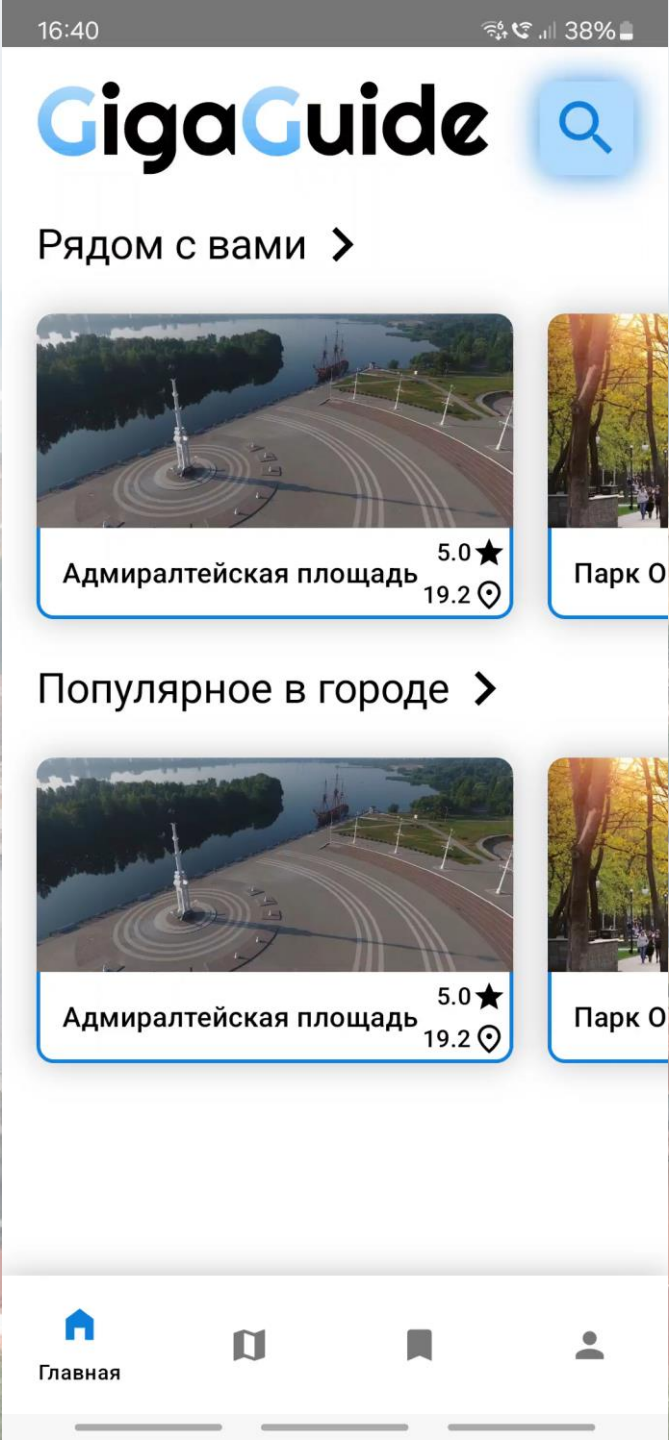 16:40
38%
GigaGuide
Рядом с вами
Адмиралтейская площадь
5.0
19.2
Парк О
Популярное в городе
Адмиралтейская площадь
5.0
19.2
Парк О
Главная